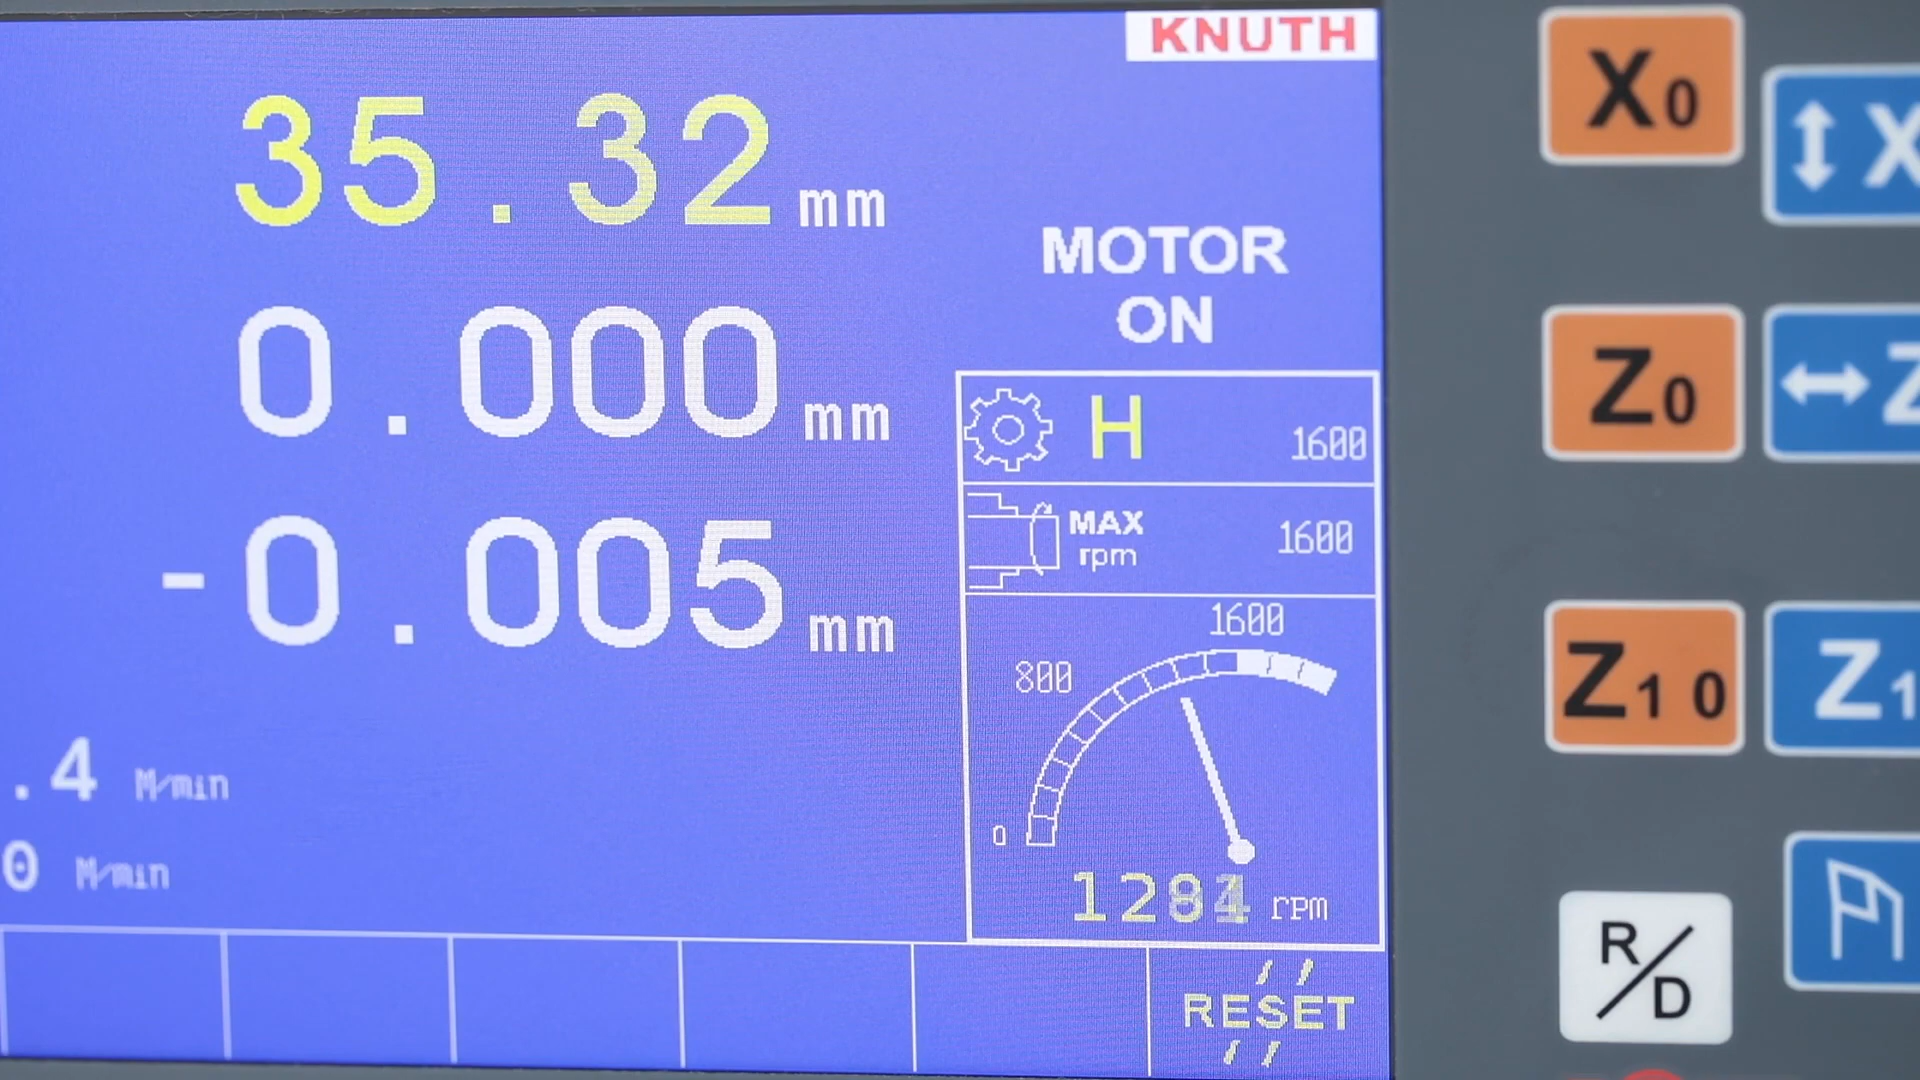 KNUTH
35.32 mm
MOTOR
ON
0.000 mm
H 1600
-0.005 mm
MAX
rpm
1600
1600
800
0
rpm
.4 M/min
0 M/min
RESET
X0
X
Z0
Z
Z10
Z1
R/D